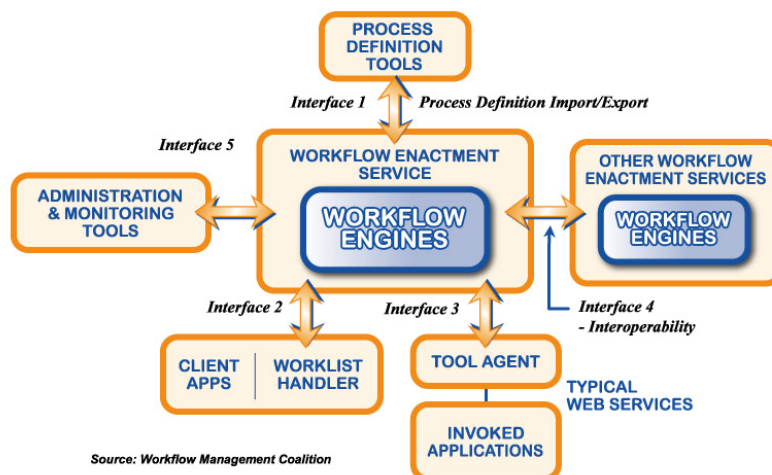 PROCESS
DEFINITION
TOOLS
Interface 1
Process Definition Import/Export
Interface 5
WORKFLOW ENACTMENT
SERVICE
WORKFLOW
ENGINES
ADMINISTRATION
& MONITORING
TOOLS
OTHER WORKFLOW
ENACTMENT SERVICES
WORKFLOW
ENGINES
Interface 2
Interface 3
Interface 4
- Interoperability
CLIENT
APPS
WORKLIST
HANDLER
TOOL AGENT
TYPICAL
WEB SERVICES
INVOKED
APPLICATIONS
Source: Workflow Management Coalition